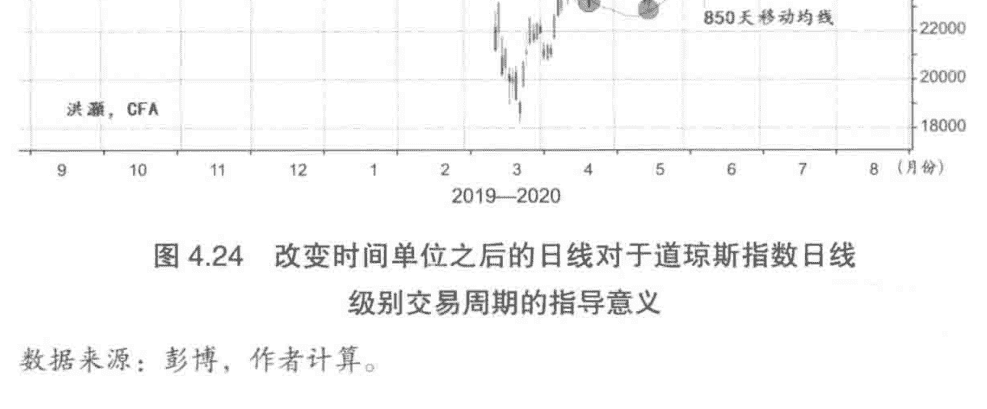 850天移动均线
22000
20000
洪灏，CFA
18000
9 10 11 12 1 2 3 4 5 6 7 8 (月份)
2019—2020
图 4.24 改变时间单位之后的日线对于道琼斯指数日线
级别交易周期的指导意义
数据来源：彭博，作者计算。